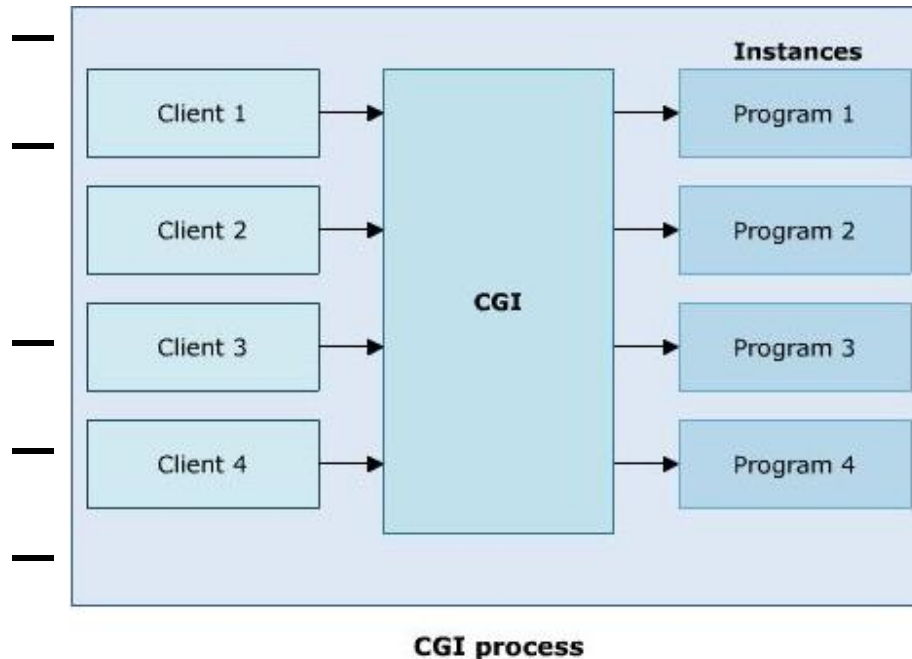 Instances
Client 1
Program 1
Client 2
Program 2
CGI
Client 3
Program 3
Client 4
Program 4
CGI process